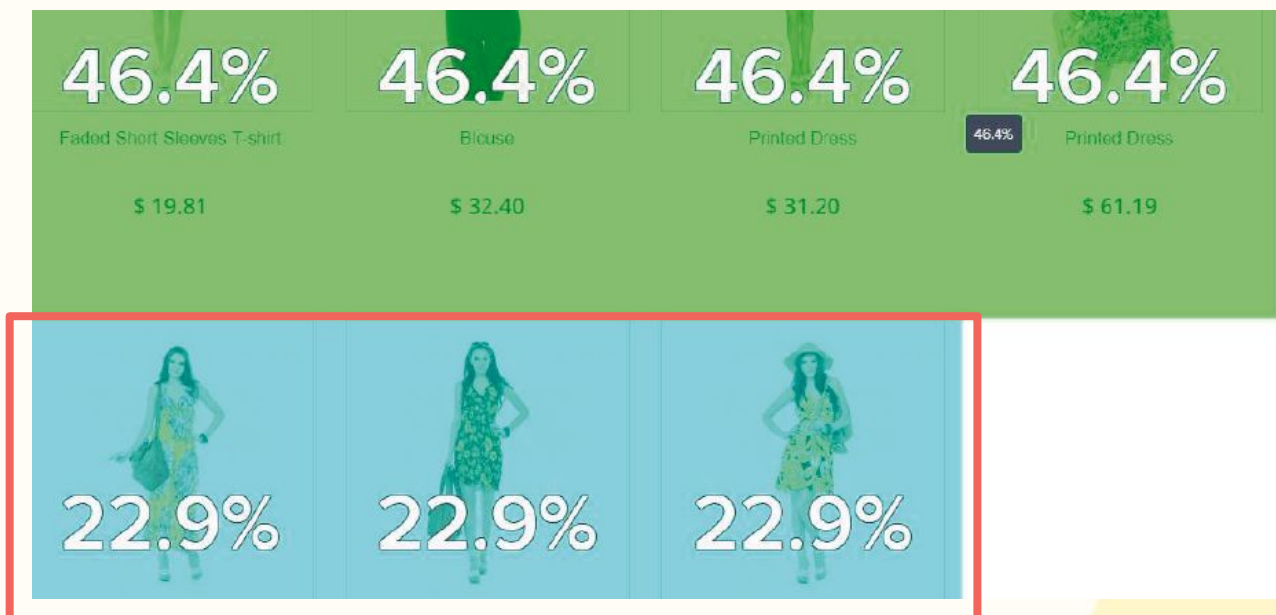 46.4% 46.4% 46.4% 46.4%
Faded Short Sleeves T-shirt Blouse Printed Dress 46.4% Printed Dress
$ 19.81 $ 32.40 $ 31.20 $ 61.19
22.9% 22.9% 22.9%